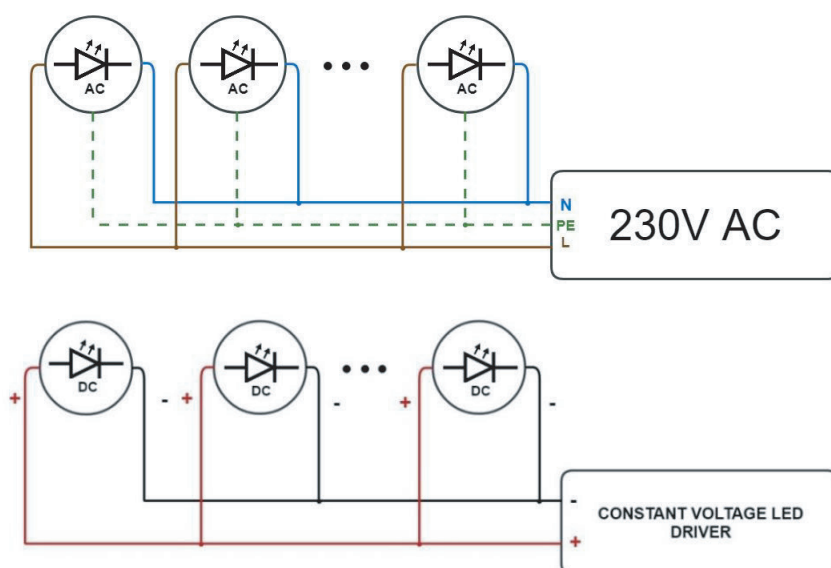 AC
AC
AC
N
PE
L
230V AC
DC
DC
DC
+
-
+
-
+
-
-
+
CONSTANT VOLTAGE LED
DRIVER